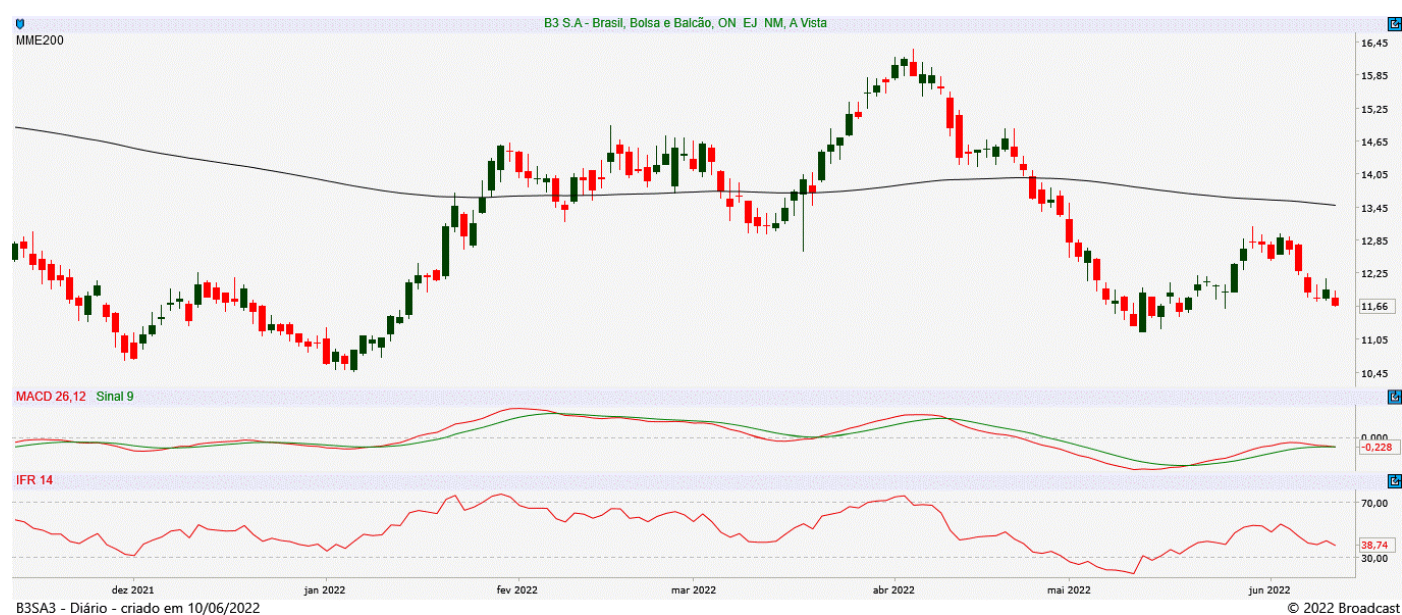 B3 S.A - Brasil, Bolsa e Balcão, ON EJ NM, A Vista
MME200
16,45
15,85
15,25
14,65
14,05
13,45
12,85
12,25
11,66
11,05
10,45
MACD 26,12 Sinal 9
0,000
-0,228
IFR 14
70,00
38,74
30,00
dez 2021 jan 2022 fev 2022 mar 2022 abr 2022 mai 2022 jun 2022
B3SA3 - Diário - criado em 10/06/2022 © 2022 Broadcast